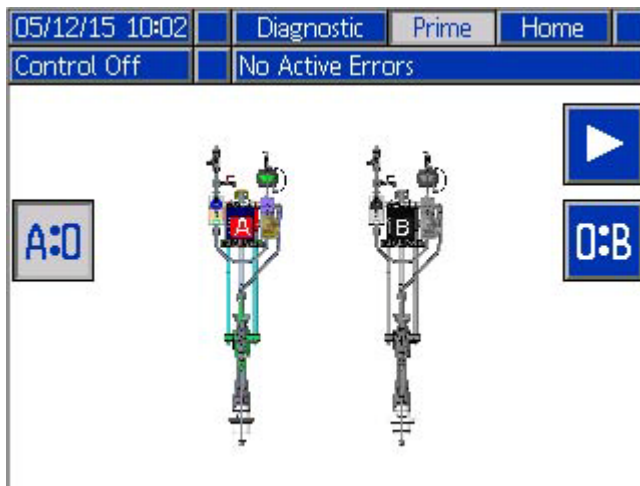 05/12/15 10:02 Diagnostic Prime Home
Control Off No Active Errors
A B
A:0 0:B